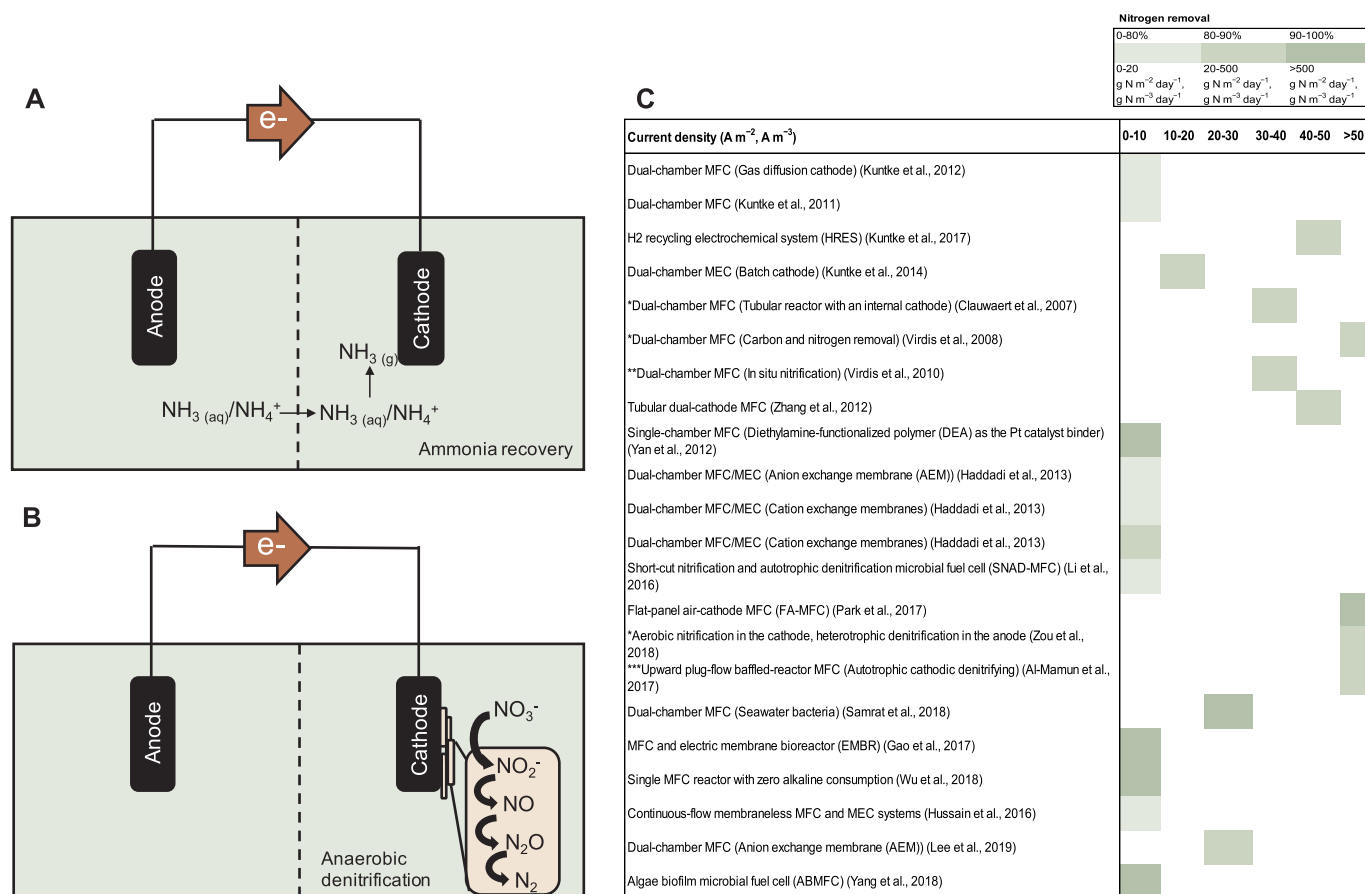 Nitrogen removal
0-80% 80-90% 90-100%
0-20 20-500 >500
g N m⁻² day⁻¹, g N m⁻² day⁻¹, g N m⁻² day⁻¹,
g N m⁻³ day⁻¹ g N m⁻³ day⁻¹ g N m⁻³ day⁻¹
A
e-
Anode
Cathode
NH₃ (g)
NH₃ (aq)/NH₄⁺ NH₃ (aq)/NH₄⁺
Ammonia recovery
B
e-
Anode
Cathode
NO₃⁻
NO₂⁻
NO
N₂O
N₂
Anaerobic
denitrification
C
Current density (A m⁻², A m⁻³) 0-10 10-20 20-30 30-40 40-50 >50
Dual-chamber MFC (Gas diffusion cathode) (Kuntke et al., 2012)
Dual-chamber MFC (Kuntke et al., 2011)
H2 recycling electrochemical system (HRES) (Kuntke et al., 2017)
Dual-chamber MEC (Batch cathode) (Kuntke et al., 2014)
*Dual-chamber MFC (Tubular reactor with an internal cathode) (Clauwaert et al., 2007)
*Dual-chamber MFC (Carbon and nitrogen removal) (Virdis et al., 2008)
**Dual-chamber MFC (In situ nitrification) (Virdis et al., 2010)
Tubular dual-cathode MFC (Zhang et al., 2012)
Single-chamber MFC (Diethylamine-functionalized polymer (DEA) as the Pt catalyst binder)
(Yan et al., 2012)
Dual-chamber MFC/MEC (Anion exchange membrane (AEM)) (Haddadi et al., 2013)
Dual-chamber MFC/MEC (Cation exchange membranes) (Haddadi et al., 2013)
Dual-chamber MFC/MEC (Cation exchange membranes) (Haddadi et al., 2013)
Short-cut nitrification and autotrophic denitrification microbial fuel cell (SNAD-MFC) (Li et al.,
2016)
Flat-panel air-cathode MFC (FA-MFC) (Park et al., 2017)
*Aerobic nitrification in the cathode, heterotrophic denitrification in the anode (Zou et al.,
2018)
***Upward plug-flow baffled-reactor MFC (Autotrophic cathodic denitrifying) (Al-Mamun et al.,
2017)
Dual-chamber MFC (Seawater bacteria) (Samrat et al., 2018)
MFC and electric membrane bioreactor (EMBR) (Gao et al., 2017)
Single MFC reactor with zero alkaline consumption (Wu et al., 2018)
Continuous-flow membraneless MFC and MEC systems (Hussain et al., 2016)
Dual-chamber MFC (Anion exchange membrane (AEM)) (Lee et al., 2019)
Algae biofilm microbial fuel cell (ABMFC) (Yang et al., 2018)